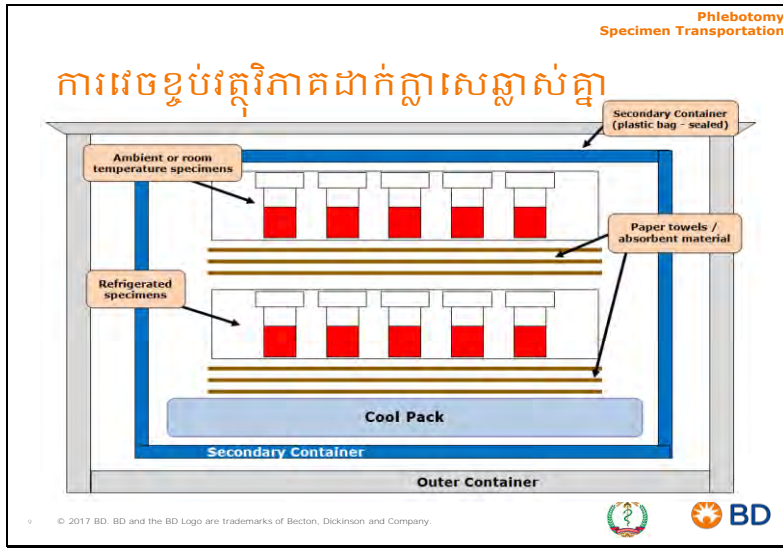 Phlebotomy
Specimen Transportation
ការវេចខ្ចប់វត្ថុវិភាគដាក់ក្លាសេឆ្លាស់គ្នា
Secondary Container
(plastic bag - sealed)
Ambient or room
temperature specimens
Paper towels /
absorbent material
Refrigerated
specimens
Cool Pack
Secondary Container
Outer Container
9 © 2017 BD. BD and the BD Logo are trademarks of Becton, Dickinson and Company.
BD